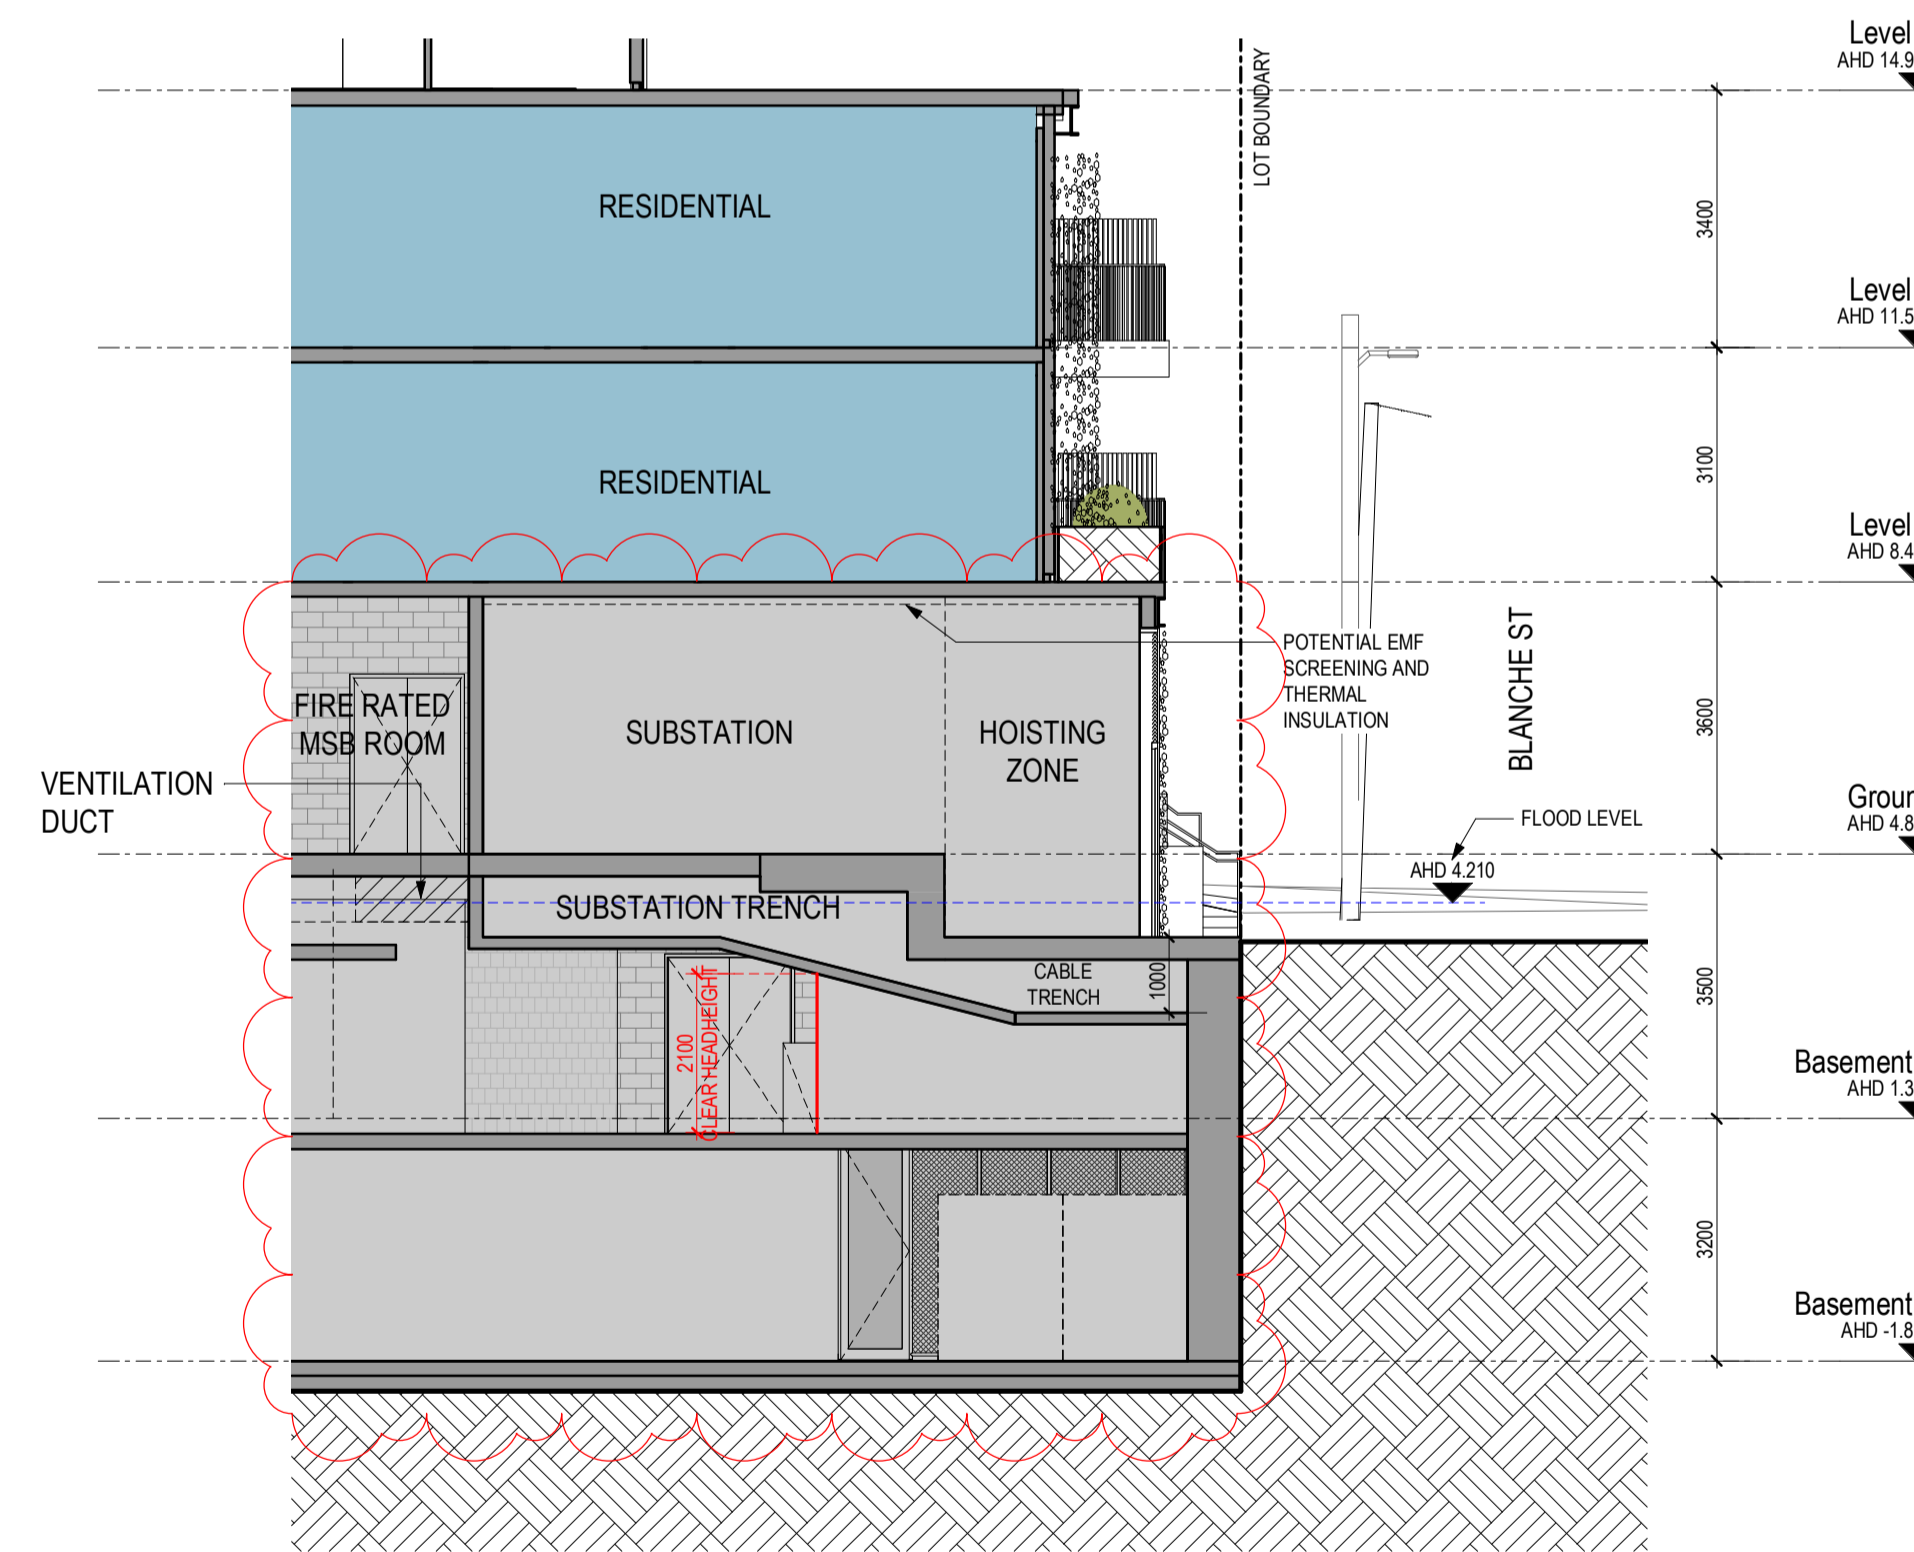 Level
AHD 14.9
LOT BOUNDARY
RESIDENTIAL
3400
Level
AHD 11.5
RESIDENTIAL
3100
Level
AHD 8.4
POTENTIAL EMF
SCREENING AND
THERMAL
INSULATION
BLANCHE ST
3600
FIRE RATED
MSB ROOM
SUBSTATION
HOISTING
ZONE
VENTILATION
DUCT
FLOOD LEVEL
Groun
AHD 4.8
AHD 4.210
SUBSTATION TRENCH
CABLE
TRENCH
1000
3500
2100
CLEAR HEADHEIGHT
Basement
AHD 1.3
3200
Basement
AHD -1.8